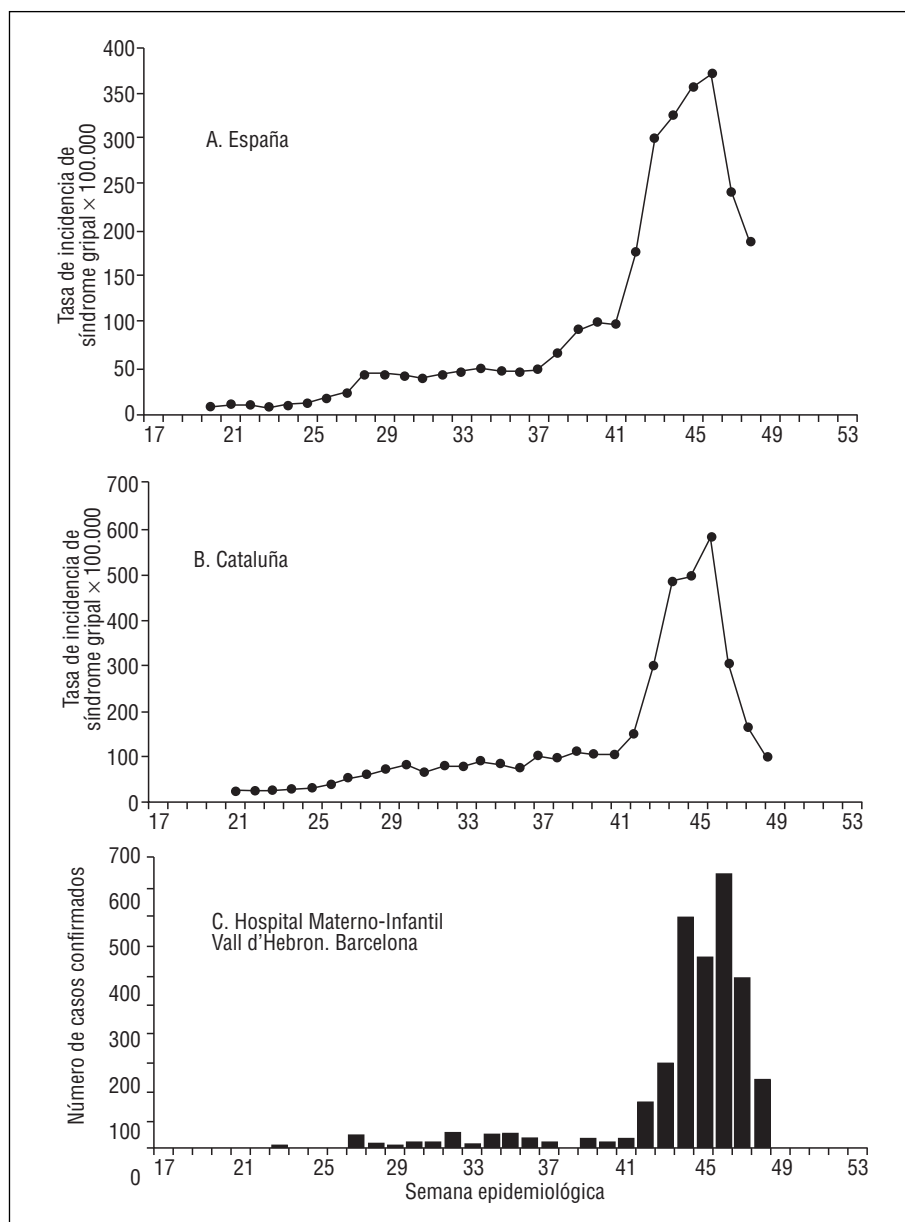 400
350
300
250
200
150
100
50
0
Tasa de incidencia de
síndrome gripal × 100.000
A. España
17 21 25 29 33 37 41 45 49 53
700
600
500
400
300
200
100
0
Tasa de incidencia de
síndrome gripal × 100.000
B. Cataluña
17 21 25 29 33 37 41 45 49 53
700
600
500
400
300
200
100
0
Número de casos confirmados
C. Hospital Materno-Infantil
Vall d'Hebron. Barcelona
17 21 25 29 33 37 41 45 49 53
Semana epidemiológica